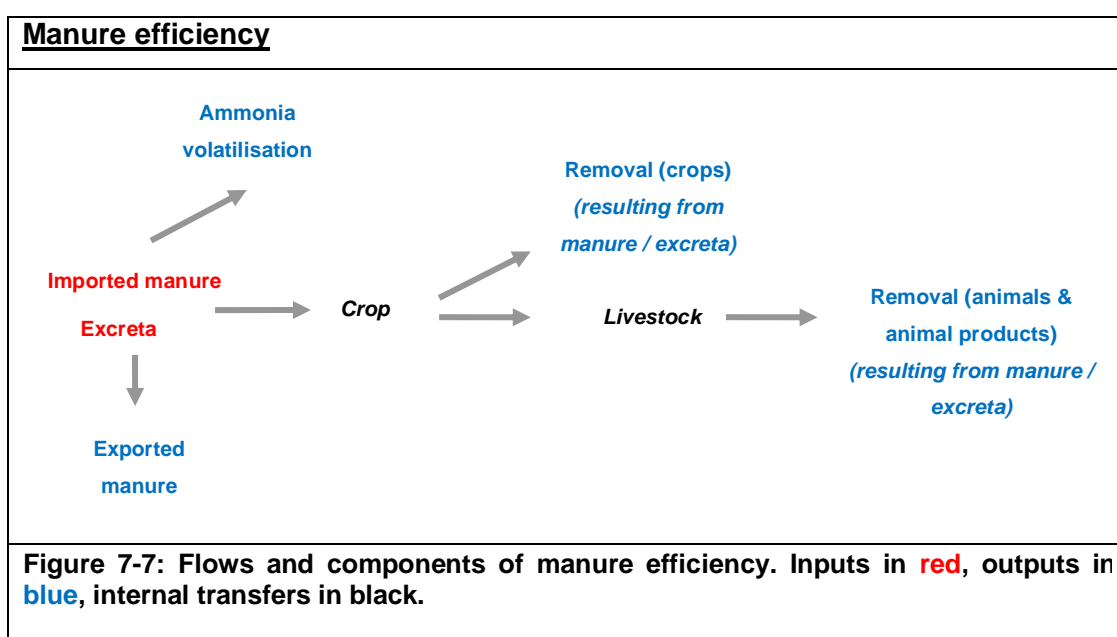 Manure efficiency
Ammonia
volatilisation
Removal (crops)
(resulting from
manure / excreta)
Imported manure
Excreta
Crop
Livestock
Removal (animals &
animal products)
(resulting from manure /
excreta)
Exported
manure
Figure 7-7: Flows and components of manure efficiency. Inputs in red, outputs in
blue, internal transfers in black.